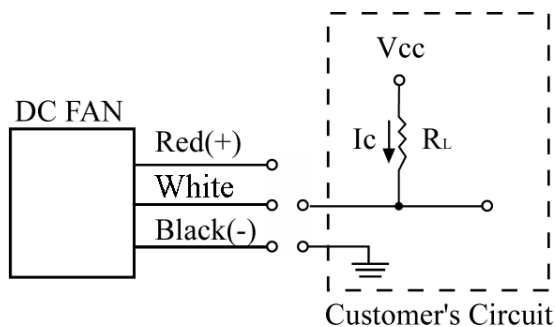 Vcc
DC FAN
Red(+)
Ic
RL
White
Black(-)
Customer's Circuit